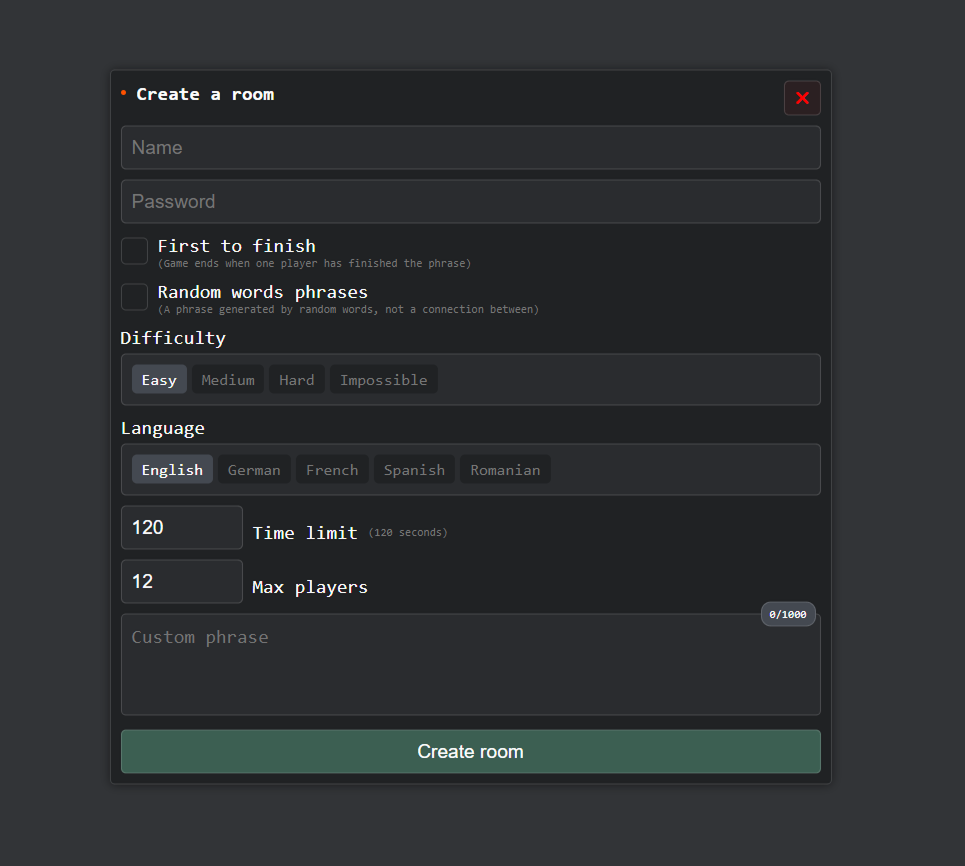 Create a room
Name
Password
First to finish
(Game ends when one player has finished the phrase)
Random words phrases
(A phrase generated by random words, not a connection between)
Difficulty
Easy Medium Hard Impossible
Language
English German French Spanish Romanian
120 Time limit (120 seconds)
12 Max players
0/1000
Custom phrase
Create room